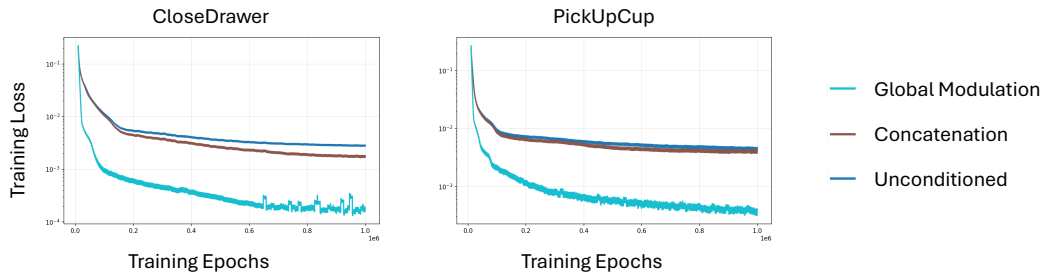 CloseDrawer
PickUpCup
Training Loss
10⁻¹
10⁻²
10⁻³
10⁻⁴
0.0 0.2 0.4 0.6 0.8 1.0
1e6
Training Epochs
10⁻¹
10⁻²
10⁻³
0.0 0.2 0.4 0.6 0.8 1.0
1e6
Training Epochs
Global Modulation
Concatenation
Unconditioned